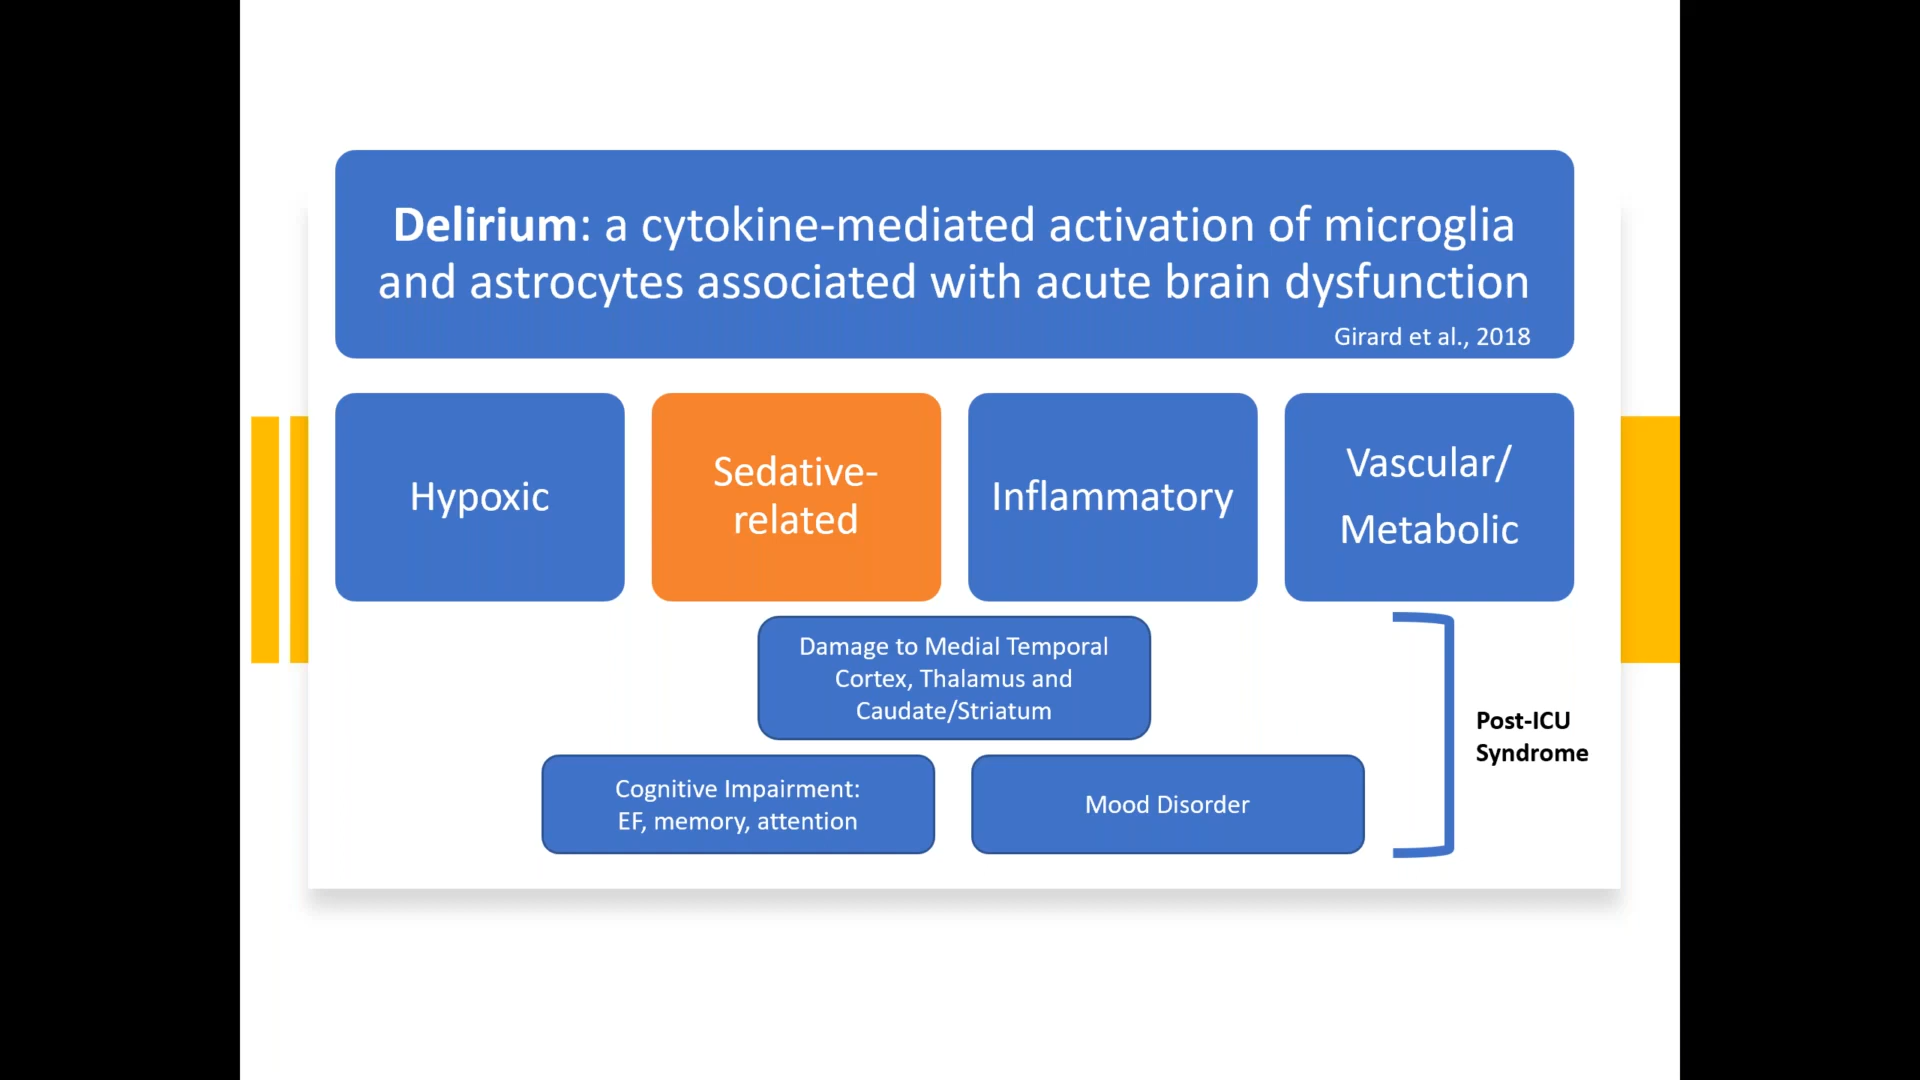 Delirium: a cytokine-mediated activation of microglia
and astrocytes associated with acute brain dysfunction
Girard et al., 2018
Hypoxic
Sedative-
related
Inflammatory
Vascular/
Metabolic
Damage to Medial Temporal
Cortex, Thalamus and
Caudate/Striatum
Cognitive Impairment:
EF, memory, attention
Mood Disorder
Post-ICU
Syndrome